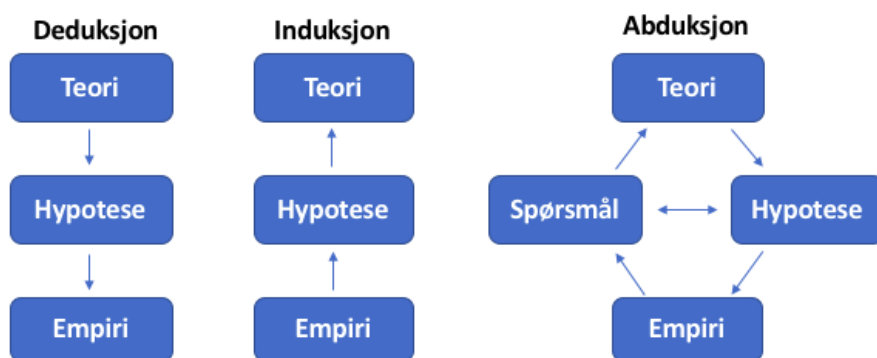 Deduksjon
Teori
Hypotese
Empiri
Induksjon
Teori
Hypotese
Empiri
Abduksjon
Teori
Spørsmål
Hypotese
Empiri